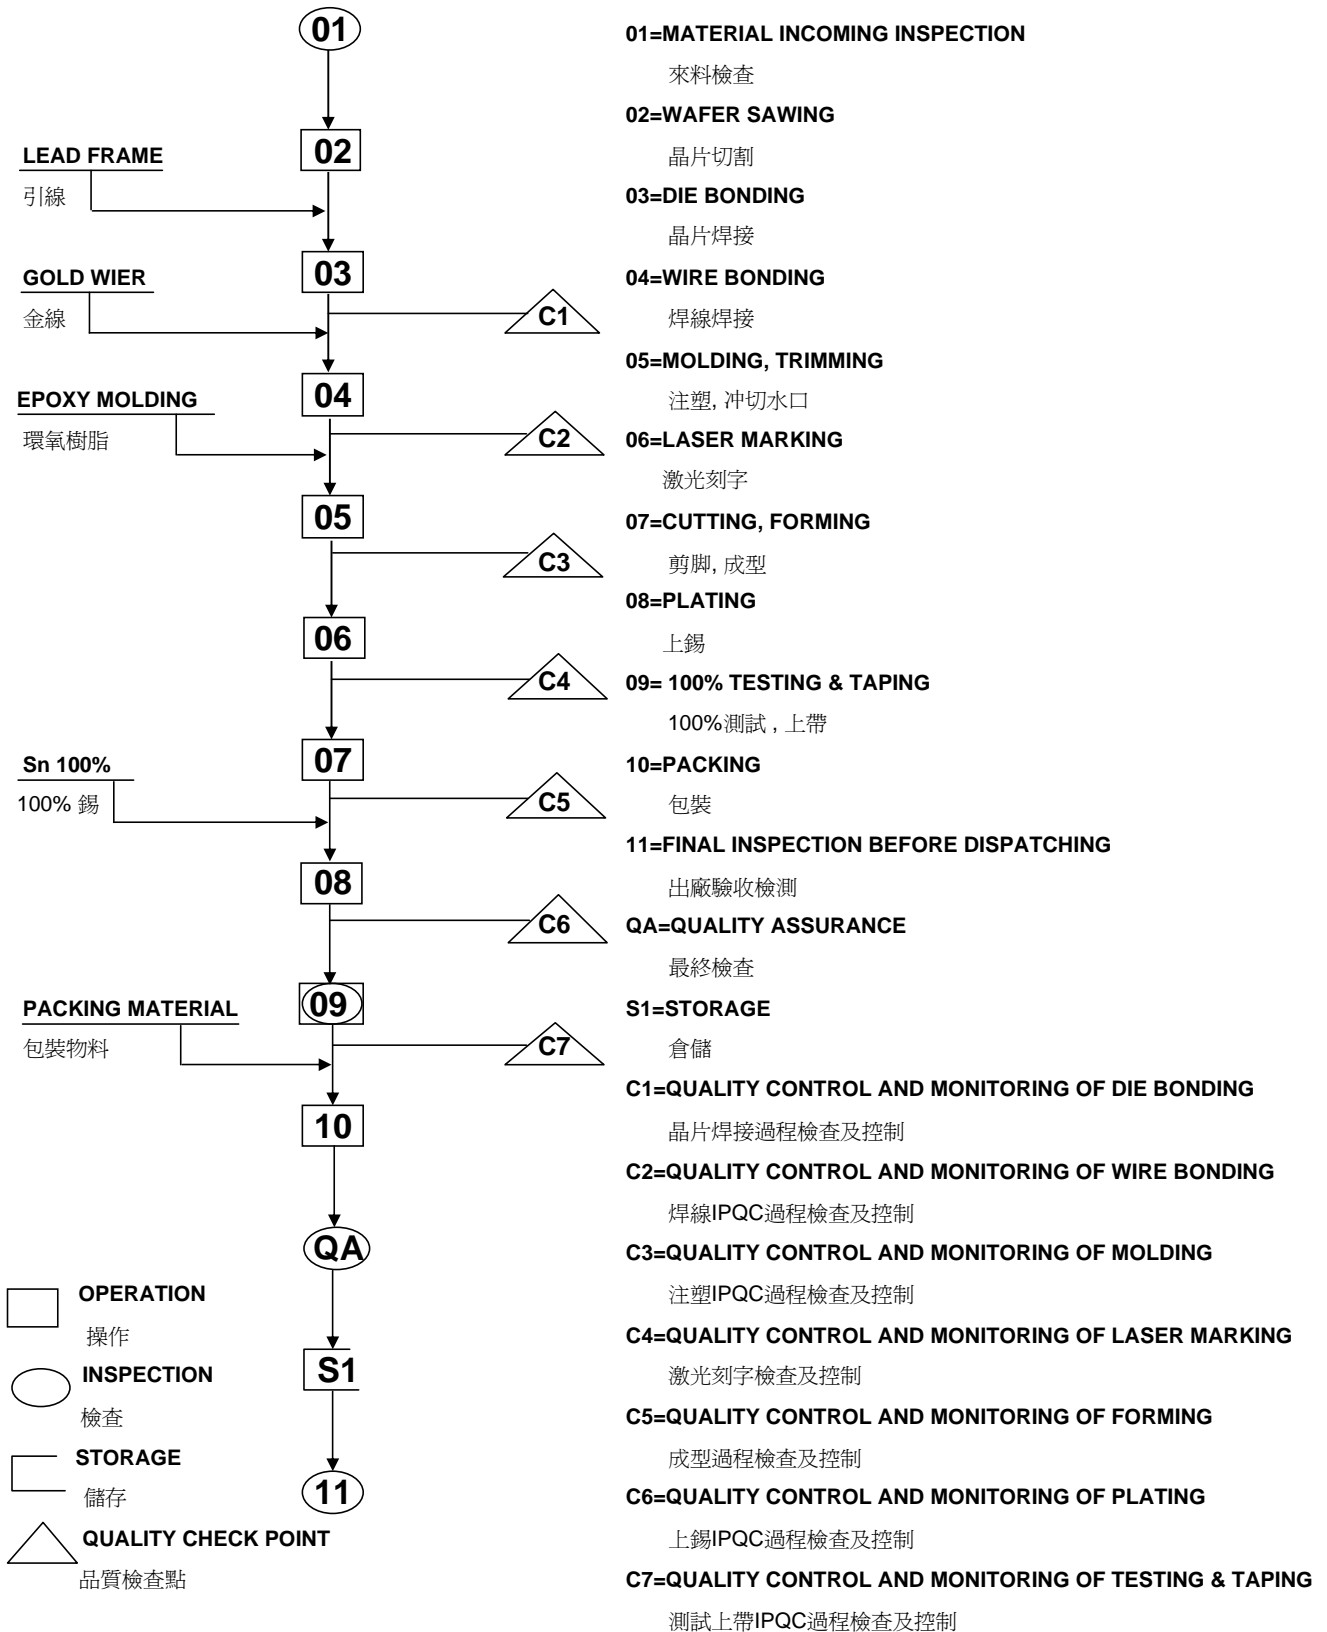 01
02
LEAD FRAME
引線
03
GOLD WIER
金線
C1
04
EPOXY MOLDING
環氧樹脂
C2
05
C3
06
C4
07
Sn 100%
100% 錫
C5
08
C6
09
PACKING MATERIAL
包裝物料
C7
10
QA
S1
11
OPERATION
操作
INSPECTION
檢查
STORAGE
儲存
QUALITY CHECK POINT
品質檢查點
01=MATERIAL INCOMING INSPECTION
來料檢查
02=WAFER SAWING
晶片切割
03=DIE BONDING
晶片焊接
04=WIRE BONDING
焊線焊接
05=MOLDING, TRIMMING
注塑, 冲切水口
06=LASER MARKING
激光刻字
07=CUTTING, FORMING
剪脚, 成型
08=PLATING
上錫
09= 100% TESTING & TAPING
100%測試 , 上帶
10=PACKING
包裝
11=FINAL INSPECTION BEFORE DISPATCHING
出廠驗收檢測
QA=QUALITY ASSURANCE
最終檢查
S1=STORAGE
倉儲
C1=QUALITY CONTROL AND MONITORING OF DIE BONDING
晶片焊接過程檢查及控制
C2=QUALITY CONTROL AND MONITORING OF WIRE BONDING
焊線IPQC過程檢查及控制
C3=QUALITY CONTROL AND MONITORING OF MOLDING
注塑IPQC過程檢查及控制
C4=QUALITY CONTROL AND MONITORING OF LASER MARKING
激光刻字檢查及控制
C5=QUALITY CONTROL AND MONITORING OF FORMING
成型過程檢查及控制
C6=QUALITY CONTROL AND MONITORING OF PLATING
上錫IPQC過程檢查及控制
C7=QUALITY CONTROL AND MONITORING OF TESTING & TAPING
測試上帶IPQC過程檢查及控制